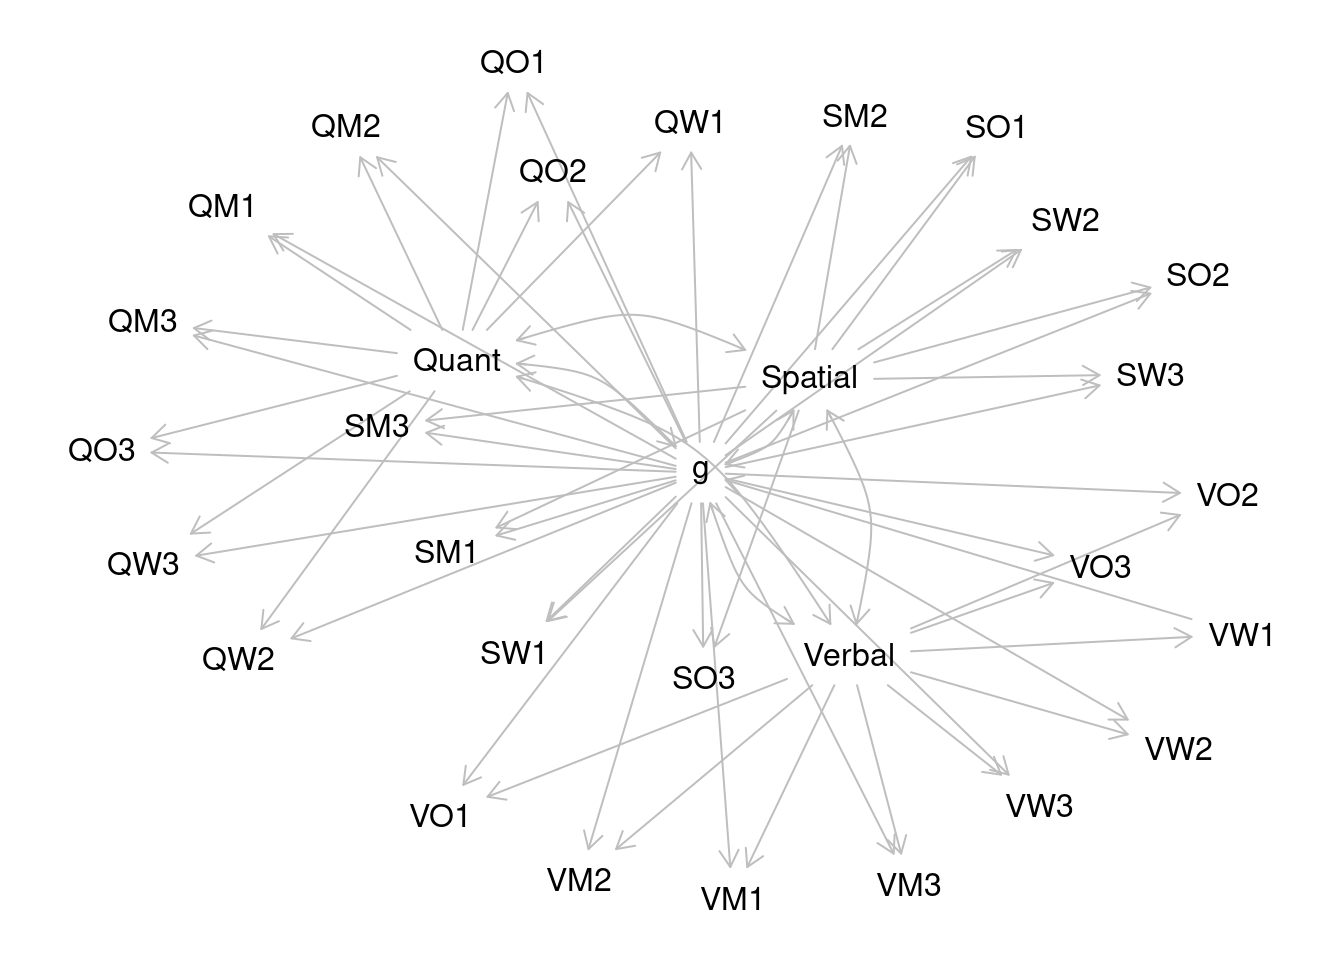 QO1
SM2
QW1
QM2
SO1
QO2
QM1
SW2
SO2
QM3
Quant
SW3
Spatial
SM3
QO3
g
VO2
SM1
QW3
VO3
VW1
SW1
Verbal
QW2
SO3
VW2
VW3
VO1
VM2
VM3
VM1